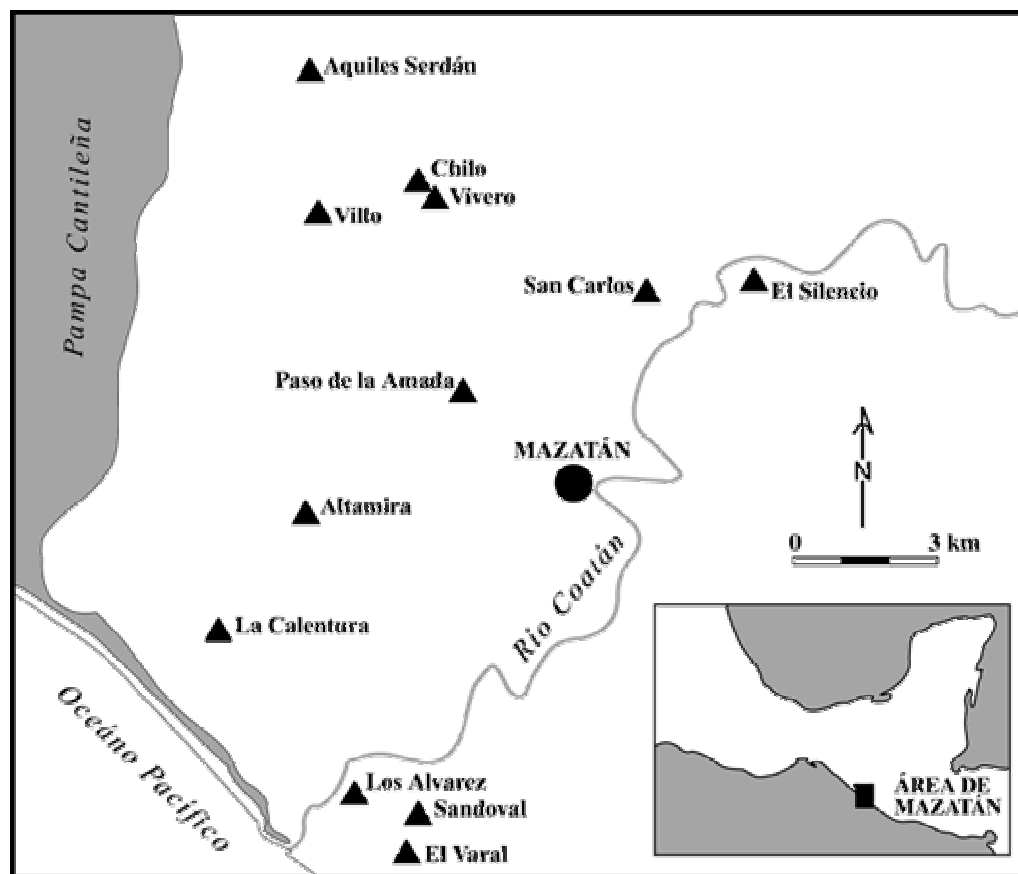 Aquiles Serdán
Pampa Cantileña
Chilo
Vivero
Villo
San Carlos
El Silencio
Paso de la Amada
MAZATÁN
N
Altamira
0 3 km
Río Coatán
La Calentura
Oceáno Pacífico
Los Alvarez
Sandoval
El Varal
ÁREA DE
MAZATÁN